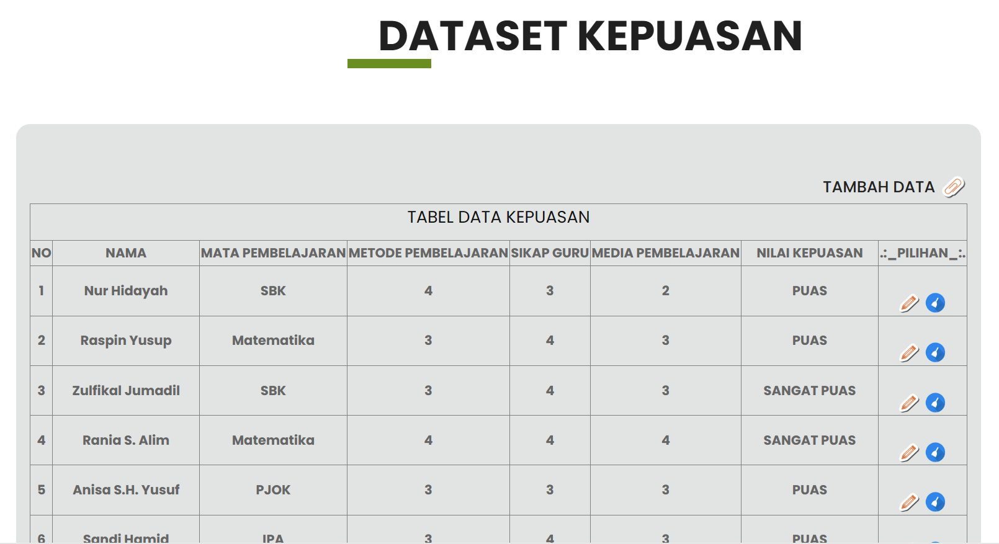 DATASET KEPUASAN
TAMBAH DATA
TABEL DATA KEPUASAN
NO NAMA MATA PEMBELAJARAN METODE PEMBELAJARAN SIKAP GURU MEDIA PEMBELAJARAN NILAI KEPUASAN .:_PILIHAN_:.
1 Nur Hidayah SBK 4 3 2 PUAS
2 Raspin Yusup Matematika 3 4 3 PUAS
3 Zulfikal Jumadil SBK 3 4 3 SANGAT PUAS
4 Rania S. Alim Matematika 4 4 4 SANGAT PUAS
5 Anisa S.H. Yusuf PJOK 3 3 3 PUAS
6 Sandi Hamid IPA 3 4 3 PUAS